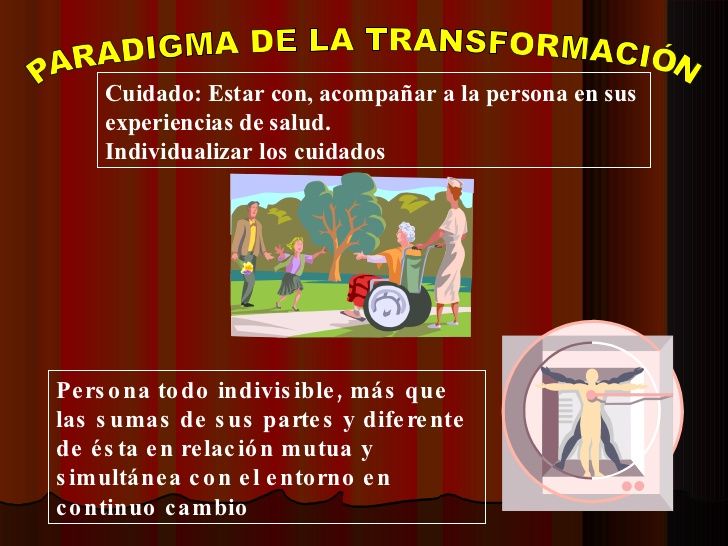 PARADIGMA DE LA TRANSFORMACIÓN
Cuidado: Estar con, acompañar a la persona en sus
experiencias de salud.
Individualizar los cuidados
Persona todo indivisible, más que
las sumas de sus partes y diferente
de ésta en relación mutua y
simultánea con el entorno en
continuo cambio